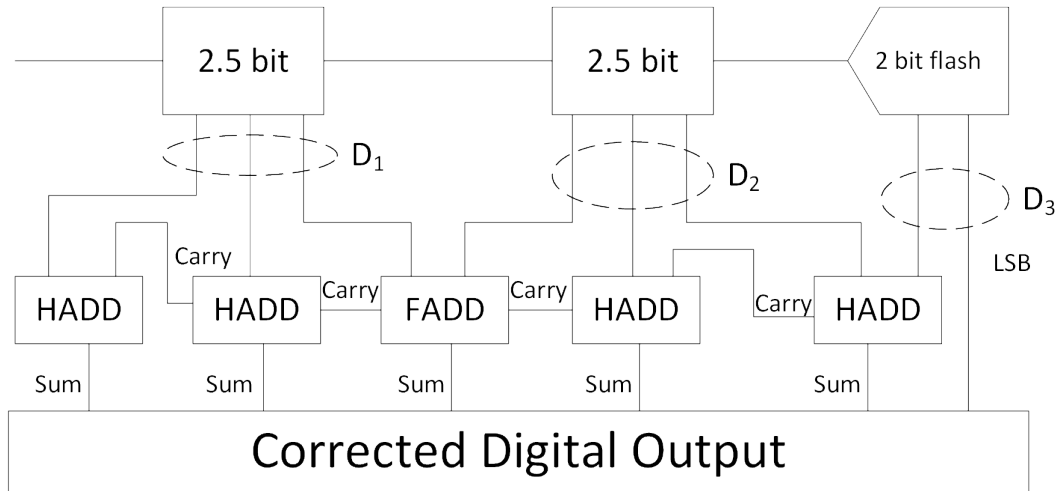 2.5 bit
2.5 bit
2 bit flash
D₁
D₂
D₃
LSB
Carry
Carry
Carry
Carry
HADD
HADD
FADD
HADD
HADD
Sum
Sum
Sum
Sum
Sum
Corrected Digital Output